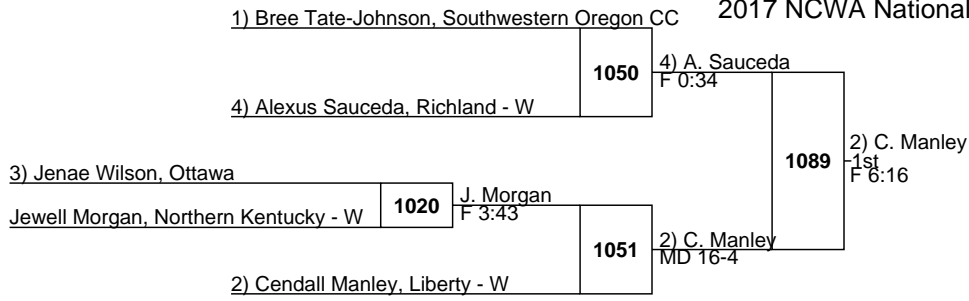 2017 NCWA National
1) Bree Tate-Johnson, Southwestern Oregon CC
1050
4) A. Sauceda
F 0:34
4) Alexus Sauceda, Richland - W
1089
2) C. Manley
1st
F 6:16
3) Jenae Wilson, Ottawa
1020
J. Morgan
F 3:43
Jewell Morgan, Northern Kentucky - W
1051
2) C. Manley
MD 16-4
2) Cendall Manley, Liberty - W